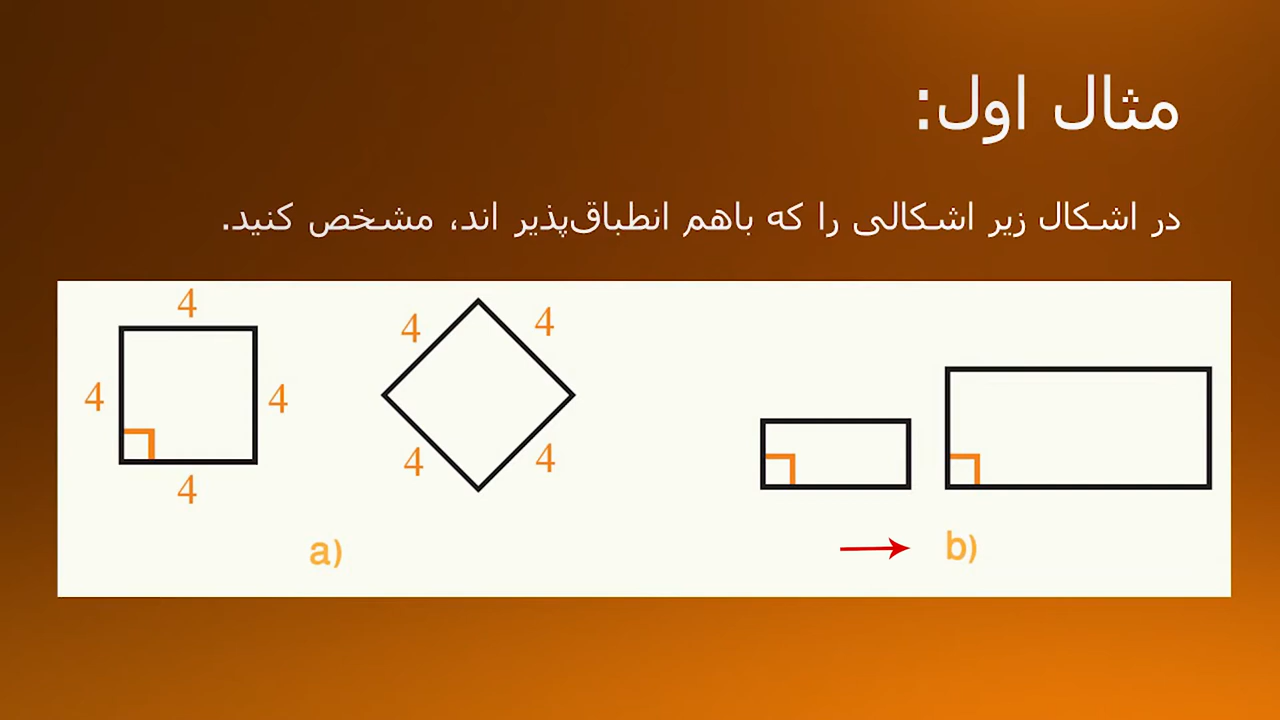 مثال اول:
در اشکال زیر اشکالی را که باهم انطباق‌پذیر اند، مشخص کنید.
4
4
4
4
4
4
4
4
a)
b)